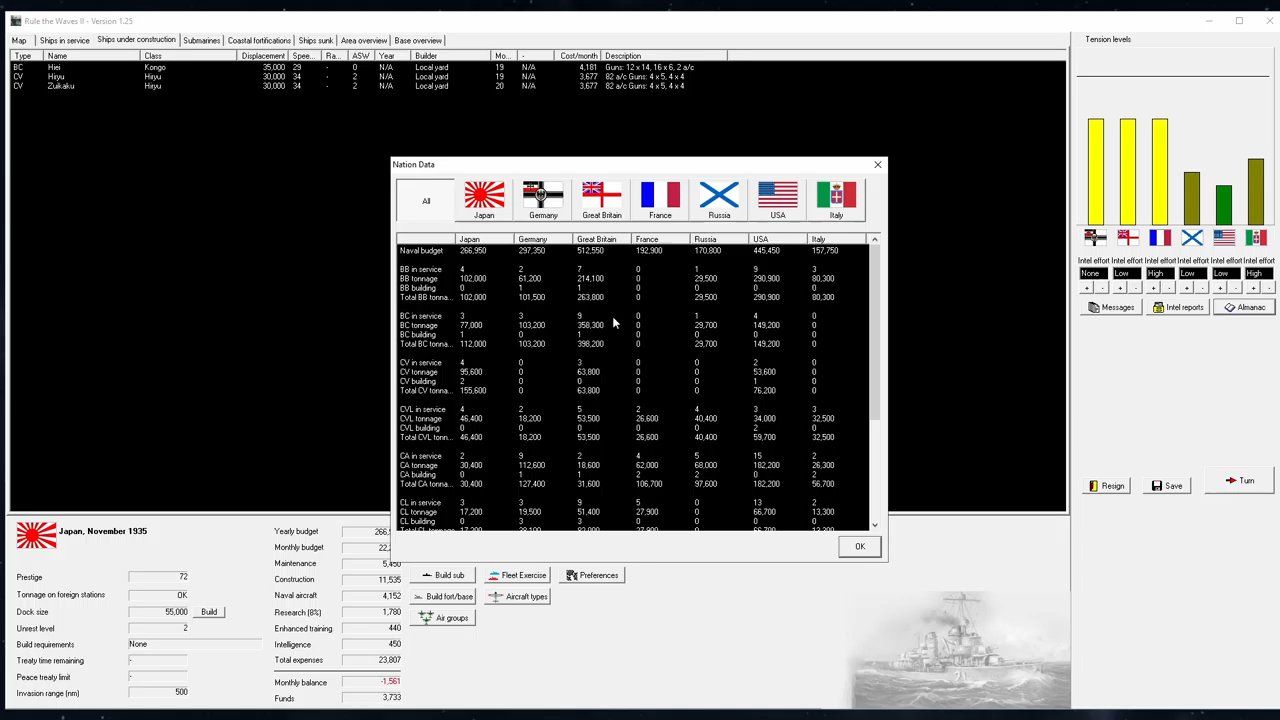 Rule the Waves II - Version 1.25
Map Ships in service Ships under construction Submarines Coastal fortifications Ships sunk Area overview Base overview
Type Name Class Displacement Spee... Ra... ASW Year Builder Mo... - Cost/month Description
BC Hiei Kongo 35,000 29 - 0 N/A Local yard 19 N/A 4,181 Guns: 12 x 14, 16 x 6, 2 a/c
CV Hiryu Hiryu 30,000 34 - 2 N/A Local yard 19 N/A 3,677 82 a/c Guns: 4 x 5, 4 x 4
CV Zuikaku Hiryu 30,000 34 - 2 N/A Local yard 20 N/A 3,677 82 a/c Guns: 4 x 5, 4 x 4
Tension levels
Intel effort Intel effort Intel effort Intel effort Intel effort Intel effort
None Low High Low Low High
+ - + - + - + - + - + -
Messages Intel reports Almanac
Resign Save Turn
Nation Data
All Japan Germany Great Britain France Russia USA Italy
Japan Germany Great Britain France Russia USA Italy
Naval budget 266,950 297,350 512,550 192,900 170,800 445,450 157,750
BB in service 4 2 7 0 1 9 3
BB tonnage 102,000 61,200 214,100 0 29,500 290,900 80,300
BB building 0 1 1 0 0 0 0
Total BB tonna... 102,000 101,500 263,800 0 29,500 290,900 80,300
BC in service 3 3 9 0 1 4 0
BC tonnage 77,000 103,200 358,300 0 29,700 149,200 0
BC building 1 0 1 0 0 0 0
Total BC tonna... 112,000 103,200 398,200 0 29,700 149,200 0
CV in service 4 0 3 0 0 2 0
CV tonnage 95,600 0 63,800 0 0 53,600 0
CV building 2 0 0 0 0 1 0
Total CV tonna... 155,600 0 63,800 0 0 76,200 0
CVL in service 4 2 5 2 4 3 3
CVL tonnage 46,400 18,200 53,500 26,600 40,400 34,000 32,500
CVL building 0 0 0 0 0 2 0
Total CVL tonn... 46,400 18,200 53,500 26,600 40,400 59,700 32,500
CA in service 2 9 2 4 5 15 2
CA tonnage 30,400 112,600 18,600 62,000 68,000 182,200 26,300
CA building 0 1 1 2 2 0 2
Total CA tonna... 30,400 127,400 31,600 106,700 97,600 182,200 56,700
CL in service 3 3 9 5 0 13 2
CL tonnage 17,200 19,500 51,400 27,900 0 66,700 13,300
CL building 0 3 3 0 0 0 0
OK
Japan, November 1935
Prestige 72
Tonnage on foreign stations OK
Dock size 55,000 Build
Unrest level 2
Build requirements None
Treaty time remaining -
Peace treaty limit -
Invasion range (nm) 500
Yearly budget 266,
Monthly budget 22,
Maintenance 5,450
Construction 11,535
Naval aircraft 4,152
Research (8%) 1,780
Enhanced training 440
Intelligence 450
Total expenses 23,807
Monthly balance -1,561
Funds 3,733
Build sub Fleet Exercise Preferences
Build fort/base Aircraft types
Air groups